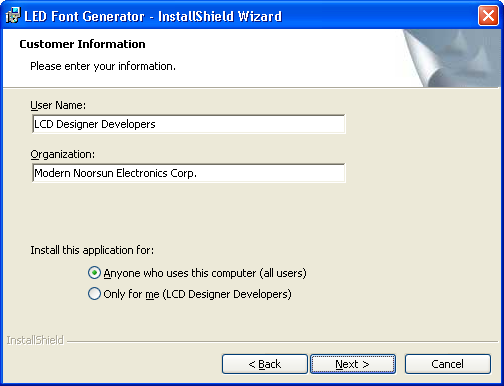 LED Font Generator - InstallShield Wizard
Customer Information
Please enter your information.
User Name:
LCD Designer Developers
Organization:
Modern Noorsun Electronics Corp.
Install this application for:
Anyone who uses this computer (all users)
Only for me (LCD Designer Developers)
InstallShield
< Back
Next >
Cancel